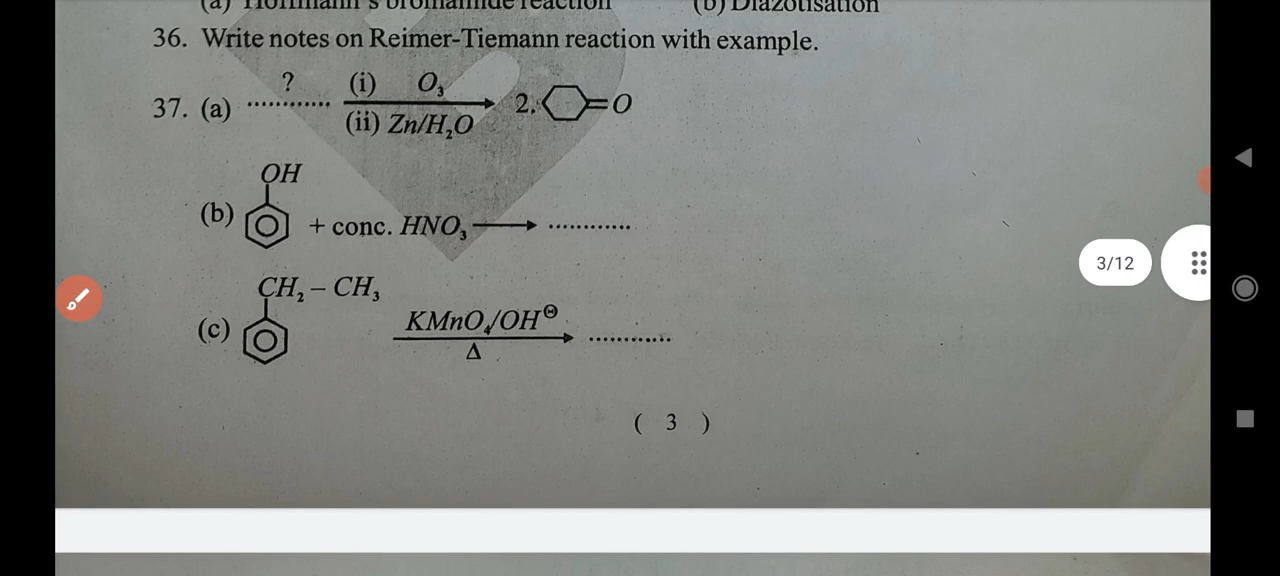 (a) Hoffmann's bromamide reaction (b) Diazotisation
36. Write notes on Reimer-Tiemann reaction with example.
37. (a) ............ ? (i) O₃ (ii) Zn/H₂O 2. =O
(b) OH + conc. HNO₃ ............
(c) CH₂ – CH₃ KMnO₄/OH⊖ Δ ............
3/12
( 3 )